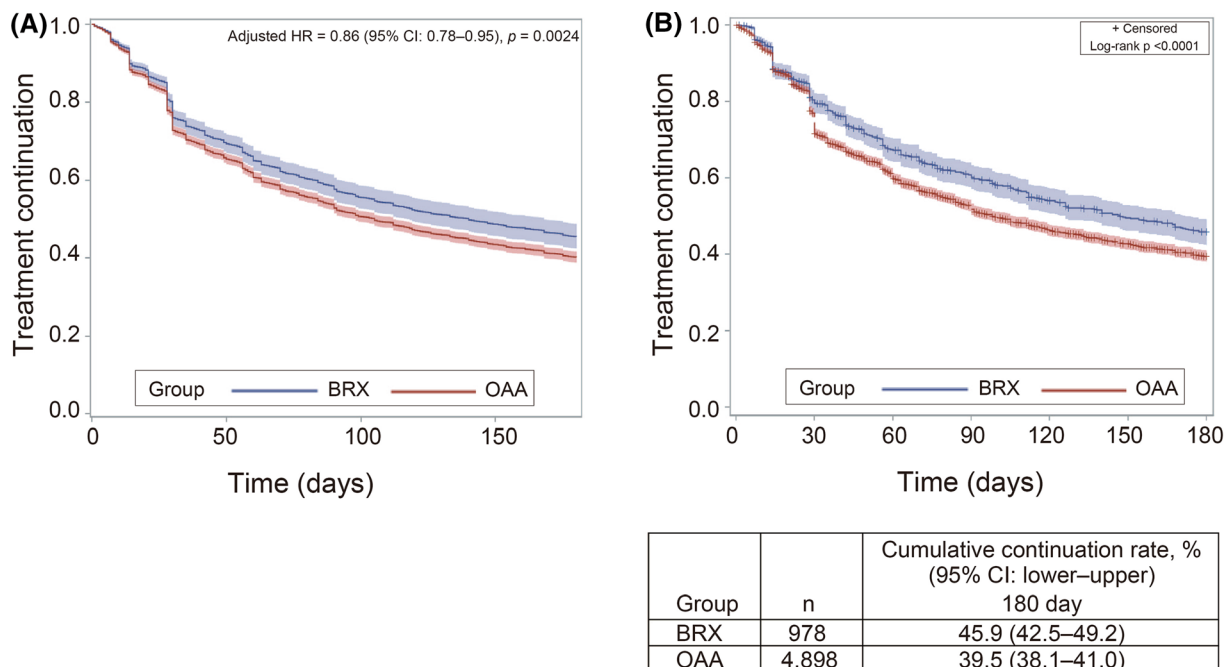 (A)
Adjusted HR = 0.86 (95% CI: 0.78–0.95), p = 0.0024
Treatment continuation
1.0
0.8
0.6
0.4
0.2
0.0
Group BRX OAA
0 50 100 150
Time (days)
(B)
+ Censored
Log-rank p <0.0001
Treatment continuation
1.0
0.8
0.6
0.4
0.2
0.0
Group BRX OAA
0 30 60 90 120 150 180
Time (days)
Cumulative continuation rate, %
(95% CI: lower–upper)
Group n 180 day
BRX 978 45.9 (42.5–49.2)
OAA 4,898 39.5 (38.1–41.0)